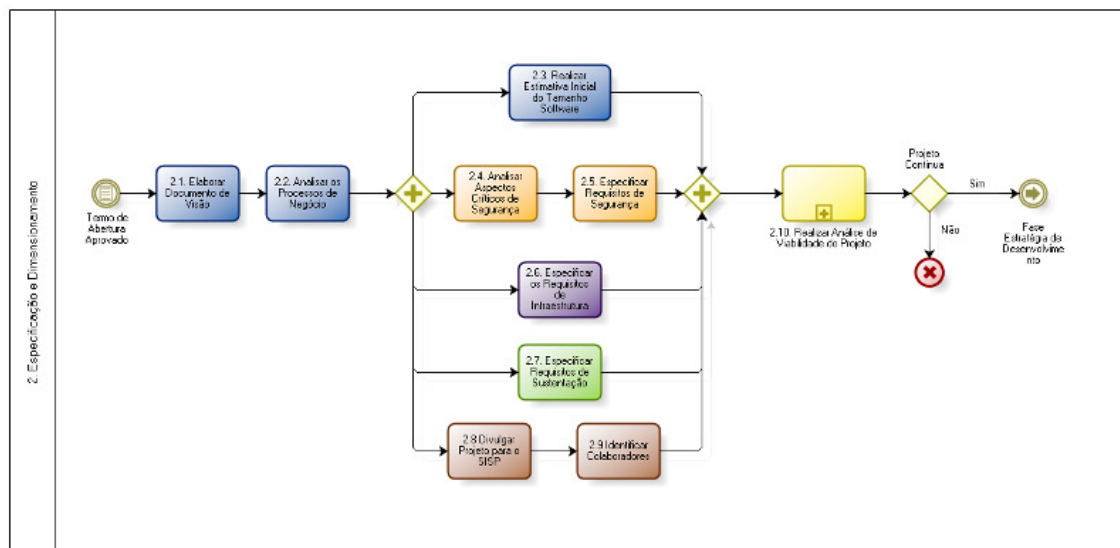 2. Especificação e Dimensionamento
Termo de
Abertura
Aprovado
2.1. Elaborar
Documento de
Visão
2.2. Analisar os
Processos de
Negócio
2.3. Realizar
Estimativa Inicial
do Tamanho
Software
2.4. Analisar
Aspectos
Críticos de
Segurança
2.5. Especificar
Requisitos de
Segurança
2.6. Especificar
os Requisitos
de
Infraestrutura
2.7. Especificar
Requisitos de
Sustentação
2.8 Divulgar
Projeto para o
SISP
2.9 Identificar
Colaboradores
2.10. Realizar Análise de
Viabilidade de Projeto
Projeto
Continua
Sim
Não
Fase
Estratégia de
Desenvolvime
nto